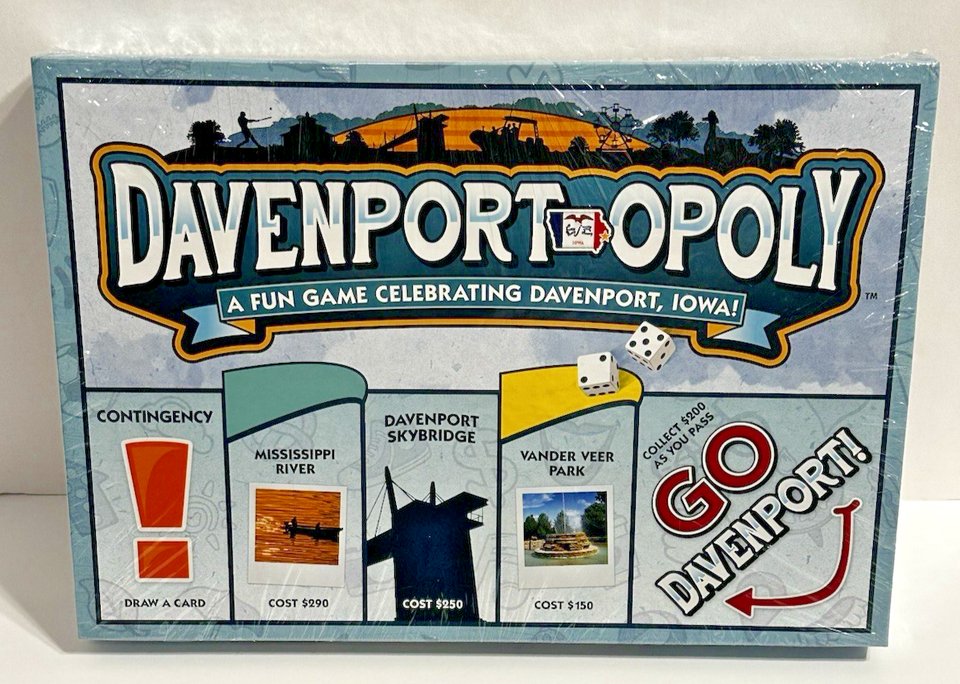 DAVENPORT-OPOLY
™
A FUN GAME CELEBRATING DAVENPORT, IOWA!
CONTINGENCY
DRAW A CARD
MISSISSIPPI
RIVER
COST $290
DAVENPORT
SKYBRIDGE
COST $250
VANDER VEER
PARK
COST $150
COLLECT $200
AS YOU PASS
GO
DAVENPORT!